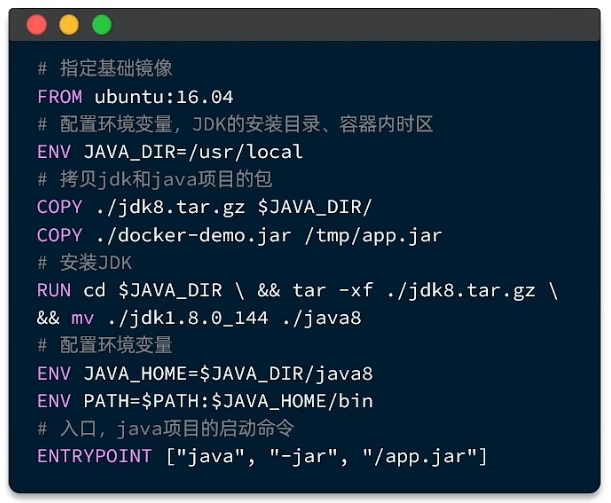 # 指定基础镜像
FROM ubuntu:16.04
# 配置环境变量，JDK的安装目录、容器内时区
ENV JAVA_DIR=/usr/local
# 拷贝jdk和java项目的包
COPY ./jdk8.tar.gz $JAVA_DIR/
COPY ./docker-demo.jar /tmp/app.jar
# 安装JDK
RUN cd $JAVA_DIR \ && tar -xf ./jdk8.tar.gz \
&& mv ./jdk1.8.0_144 ./java8
# 配置环境变量
ENV JAVA_HOME=$JAVA_DIR/java8
ENV PATH=$PATH:$JAVA_HOME/bin
# 入口，java项目的启动命令
ENTRYPOINT ["java", "-jar", "/app.jar"]